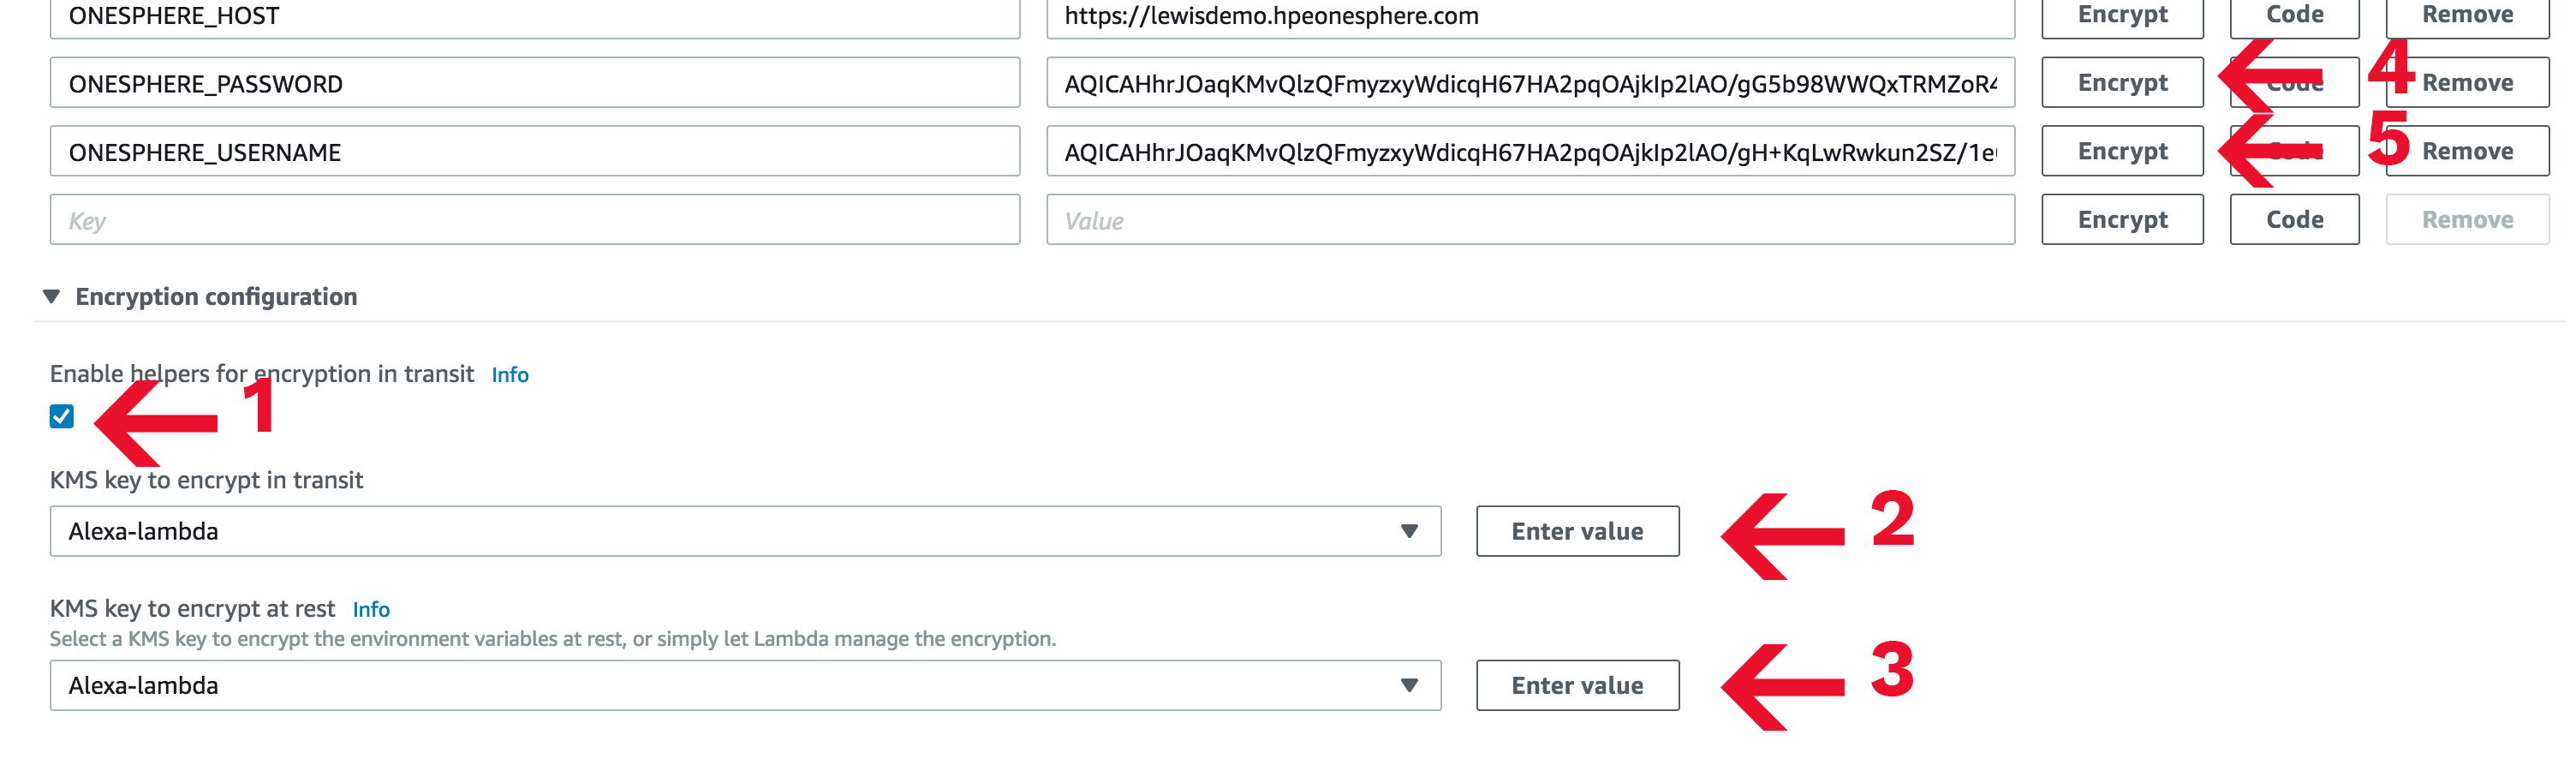 ONESPHERE_HOST https://lewisdemo.hpeonesphere.com Encrypt Code Remove
ONESPHERE_PASSWORD AQICAHhrJOaqKMvQlzQFmyzxyWdicqH67HA2pqOAjkIp2lAO/gG5b98WWQxTRMZoR4 Encrypt Code 4 Remove
ONESPHERE_USERNAME AQICAHhrJOaqKMvQlzQFmyzxyWdicqH67HA2pqOAjkIp2lAO/gH+KqLwRwkun2SZ/1e Encrypt Code 5 Remove
Key Value Encrypt Code Remove
Encryption configuration
Enable helpers for encryption in transit Info
1
KMS key to encrypt in transit
Alexa-lambda Enter value 2
KMS key to encrypt at rest Info
Select a KMS key to encrypt the environment variables at rest, or simply let Lambda manage the encryption.
Alexa-lambda Enter value 3